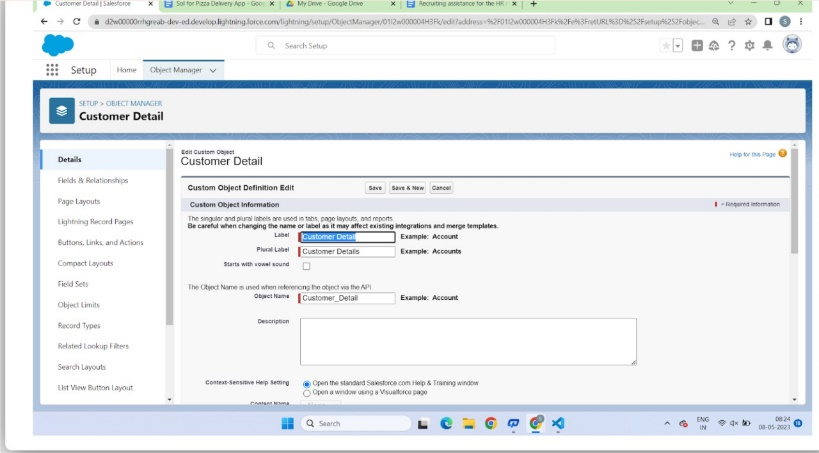 Customer Detail | Salesforce
Sol for Pizza Delivery App - Goo
My Drive - Google Drive
Recruiting assistance for the HR
d2w00000rrhgreab-dev-ed.develop.lightning.force.com/lightning/setup/ObjectManager/01I2w000004H3Fk/edit?address=%2F01I2w000004H3Fk%2Fe%3FretURL%3D%252Fsetup%252Fobjec...
Search Setup
Setup
Home
Object Manager
SETUP > OBJECT MANAGER
Customer Detail
Details
Fields & Relationships
Page Layouts
Lightning Record Pages
Buttons, Links, and Actions
Compact Layouts
Field Sets
Object Limits
Record Types
Related Lookup Filters
Search Layouts
List View Button Layout
Edit Custom Object
Customer Detail
Help for this Page
Custom Object Definition Edit
Save
Save & New
Cancel
Custom Object Information
= Required Information
The singular and plural labels are used in tabs, page layouts, and reports.
Be careful when changing the name or label as it may affect existing integrations and merge templates.
Label Customer Detail Example: Account
Plural Label Customer Details Example: Accounts
Starts with vowel sound
The Object Name is used when referencing the object via the API.
Object Name Customer_Detail Example: Account
Description
Context-Sensitive Help Setting Open the standard Salesforce.com Help & Training window
Open a window using a Visualforce page
Content Name
Search
ENG
IN
08:24
08-05-2023